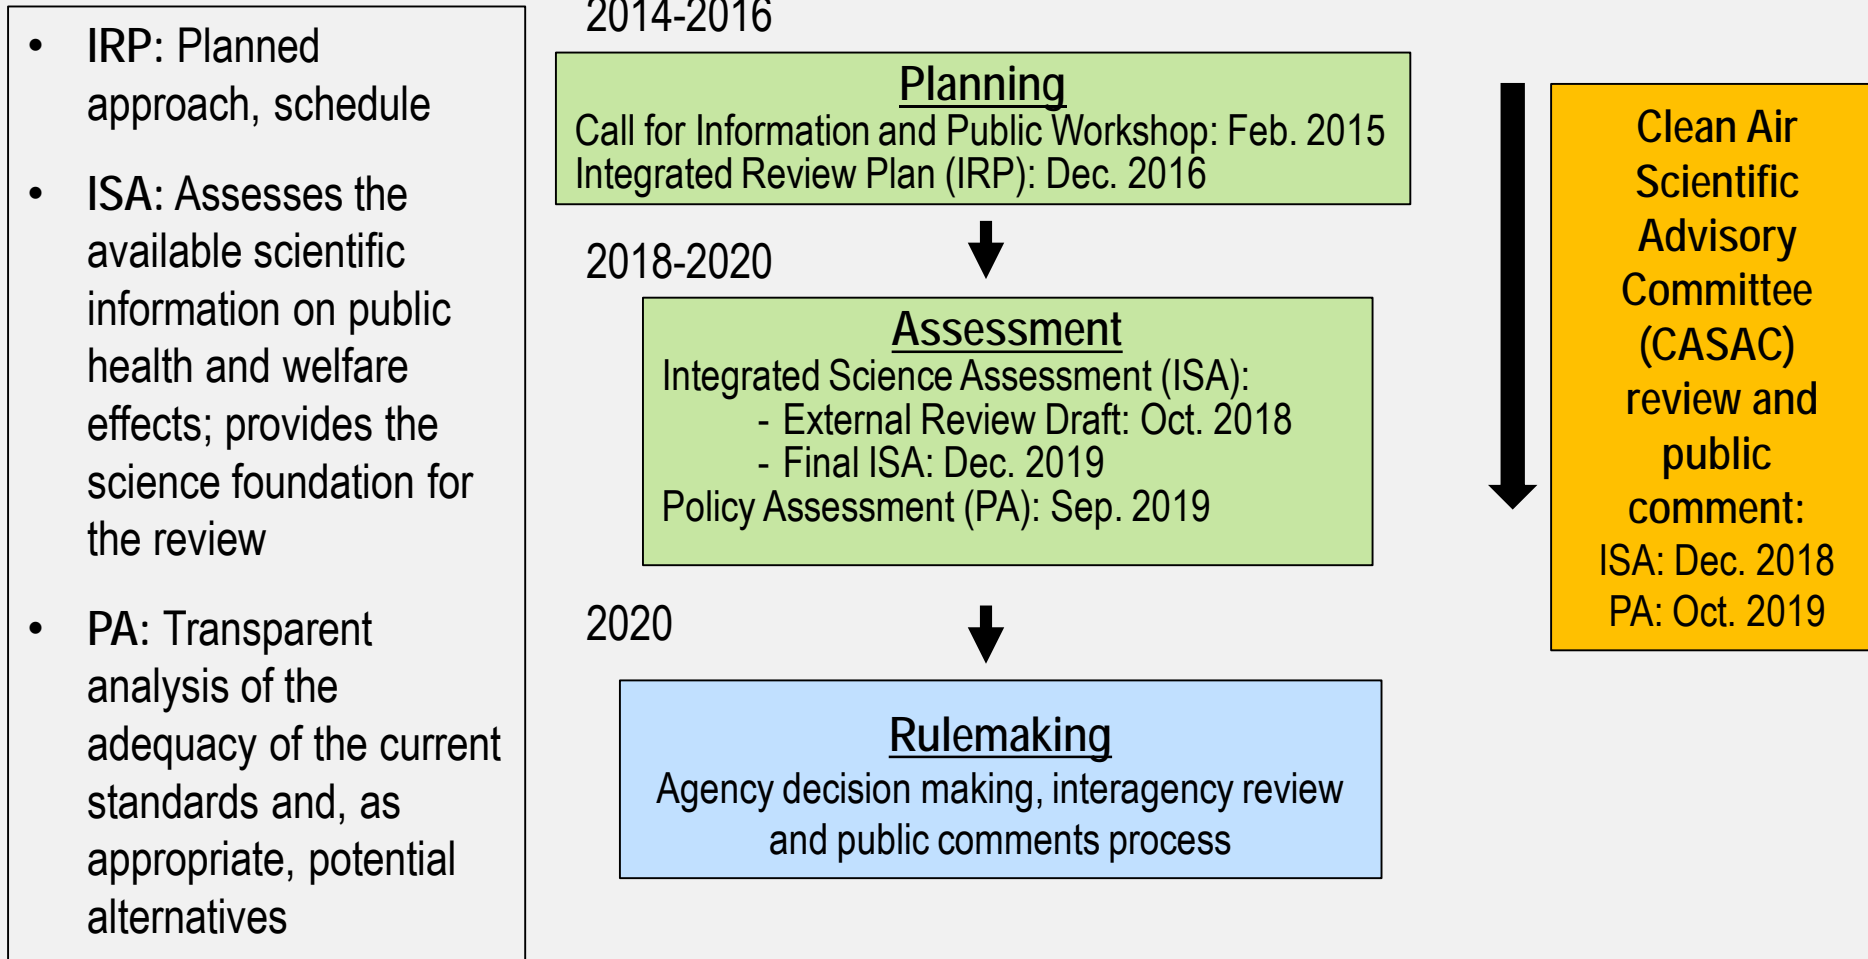 • IRP: Planned
approach, schedule
• ISA: Assesses the
available scientific
information on public
health and welfare
effects; provides the
science foundation for
the review
• PA: Transparent
analysis of the
adequacy of the current
standards and, as
appropriate, potential
alternatives
2014-2016
Planning
Call for Information and Public Workshop: Feb. 2015
Integrated Review Plan (IRP): Dec. 2016
2018-2020
Assessment
Integrated Science Assessment (ISA):
- External Review Draft: Oct. 2018
- Final ISA: Dec. 2019
Policy Assessment (PA): Sep. 2019
2020
Rulemaking
Agency decision making, interagency review
and public comments process
Clean Air
Scientific
Advisory
Committee
(CASAC)
review and
public
comment:
ISA: Dec. 2018
PA: Oct. 2019